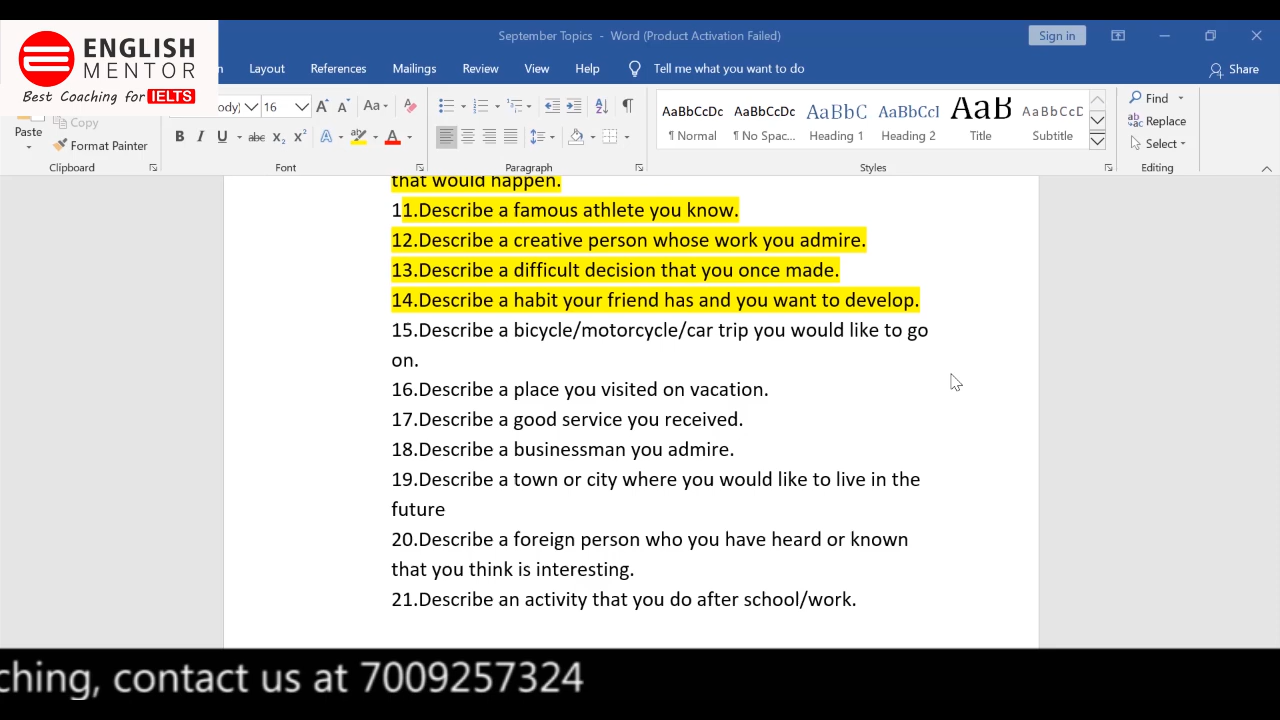 ENGLISH
MENTOR
Best Coaching for IELTS
September Topics - Word (Product Activation Failed)
Sign in
Layout References Mailings Review View Help Tell me what you want to do Share
16 Aa
Paste
Copy
Format Painter
B I U abc X₂ X² A A
Clipboard Font Paragraph Styles Editing
AaBbCcDc AaBbCcDc AaBbC AaBbCcI AaB AaBbCcD
¶ Normal ¶ No Spac... Heading 1 Heading 2 Title Subtitle
Find
Replace
Select
that would happen.
11.Describe a famous athlete you know.
12.Describe a creative person whose work you admire.
13.Describe a difficult decision that you once made.
14.Describe a habit your friend has and you want to develop.
15.Describe a bicycle/motorcycle/car trip you would like to go
on.
16.Describe a place you visited on vacation.
17.Describe a good service you received.
18.Describe a businessman you admire.
19.Describe a town or city where you would like to live in the
future
20.Describe a foreign person who you have heard or known
that you think is interesting.
21.Describe an activity that you do after school/work.
ching, contact us at 7009257324